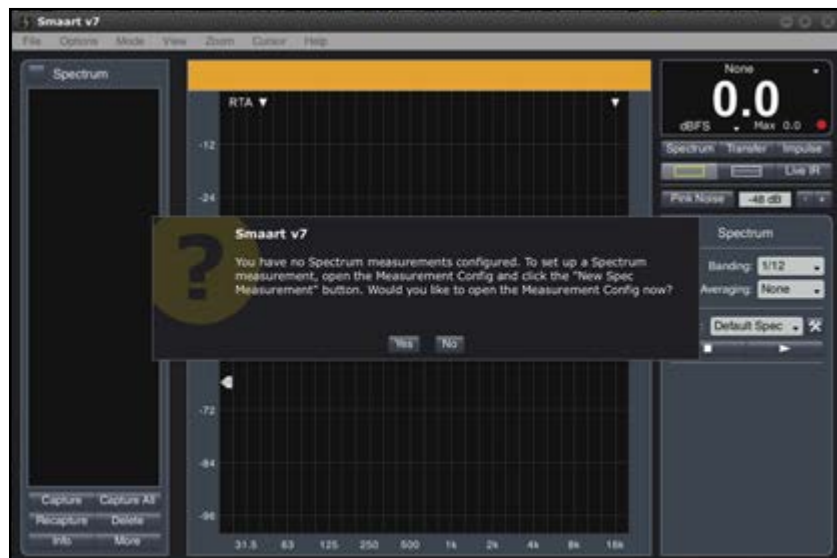 Smaart v7
File Options Mode View Zoom Cursor Help
Spectrum
RTA
-12
-24
-72
-84
-96
31.5 63 125 250 500 1k 2k 4k 8k 16k
Capture Capture All
Recapture Delete
Info More
None
0.0
dBFS Max 0.0
Spectrum Transfer Impulse
Live IR
Pink Noise -48 dB - +
Spectrum
Banding: 1/12
Averaging: None
: Default Spec
Smaart v7
You have no Spectrum measurements configured. To set up a Spectrum
measurement, open the Measurement Config and click the "New Spec
Measurement" button. Would you like to open the Measurement Config now?
Yes No